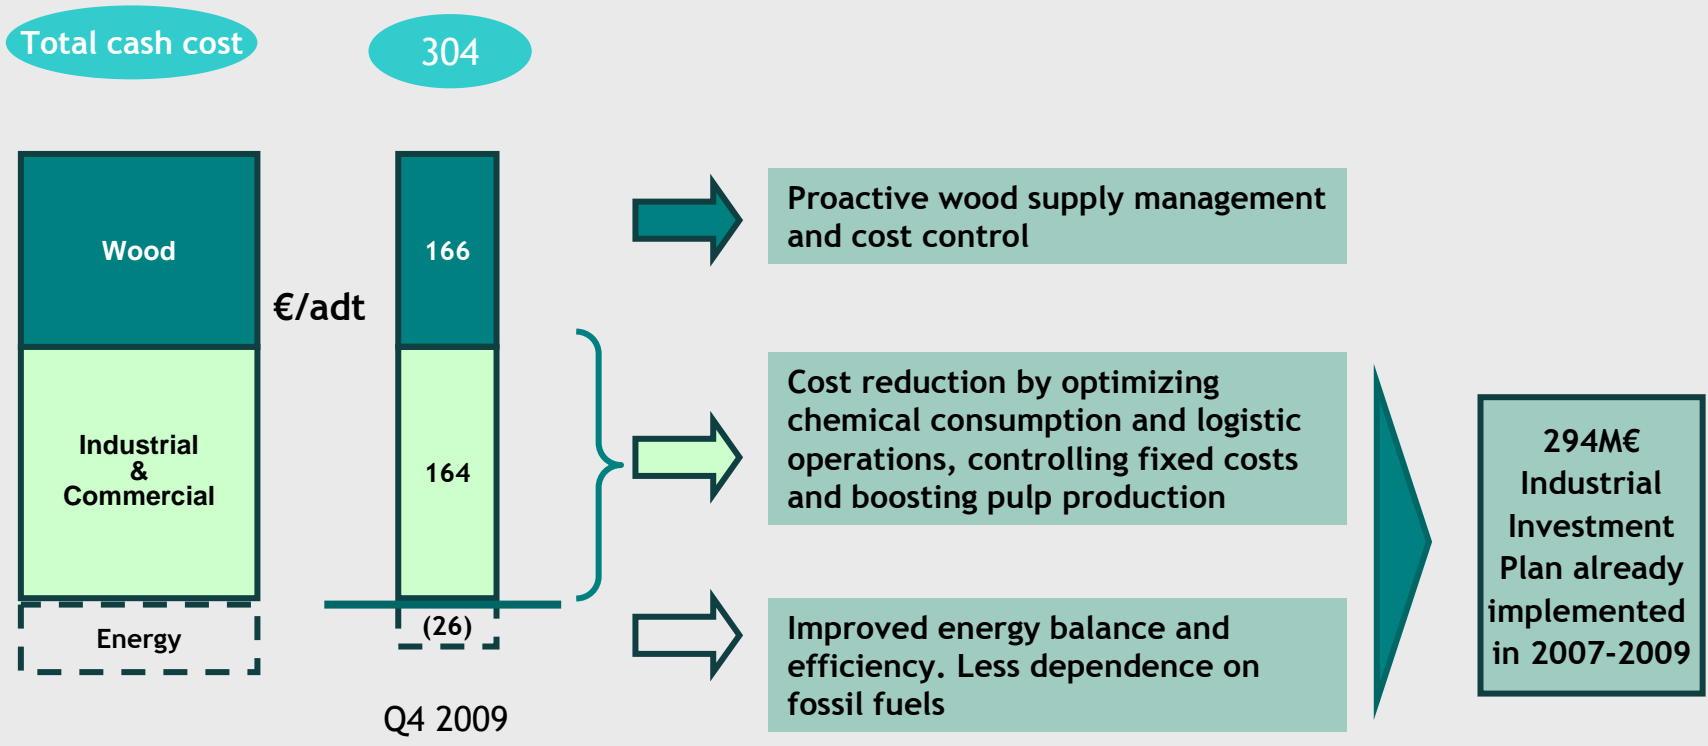 Total cash cost
304
Wood
€/adt
166
Industrial
&
Commercial
164
Energy
(26)
Q4 2009
Proactive wood supply management
and cost control
Cost reduction by optimizing
chemical consumption and logistic
operations, controlling fixed costs
and boosting pulp production
Improved energy balance and
efficiency. Less dependence on
fossil fuels
294M€
Industrial
Investment
Plan already
implemented
in 2007-2009